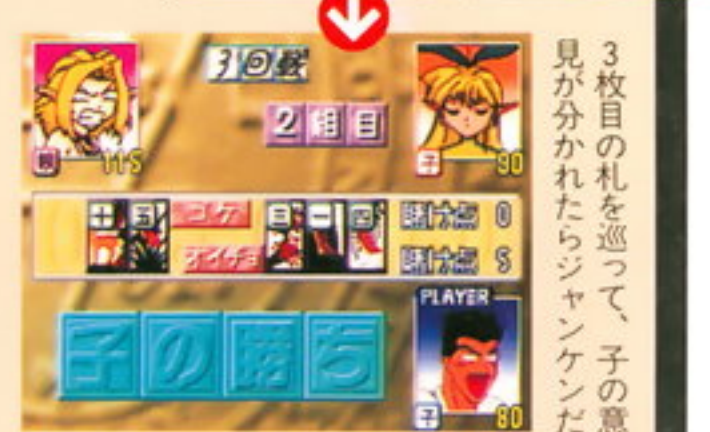 3回戦
2組目
親
115
子
90
十 五 コケ 三 一 四 賭け点 0
オイチョ 賭け点 5
PLAYER
子の勝ち
子
80
3枚目の札を巡って、子の意
見が分かれたらジャンケンだ